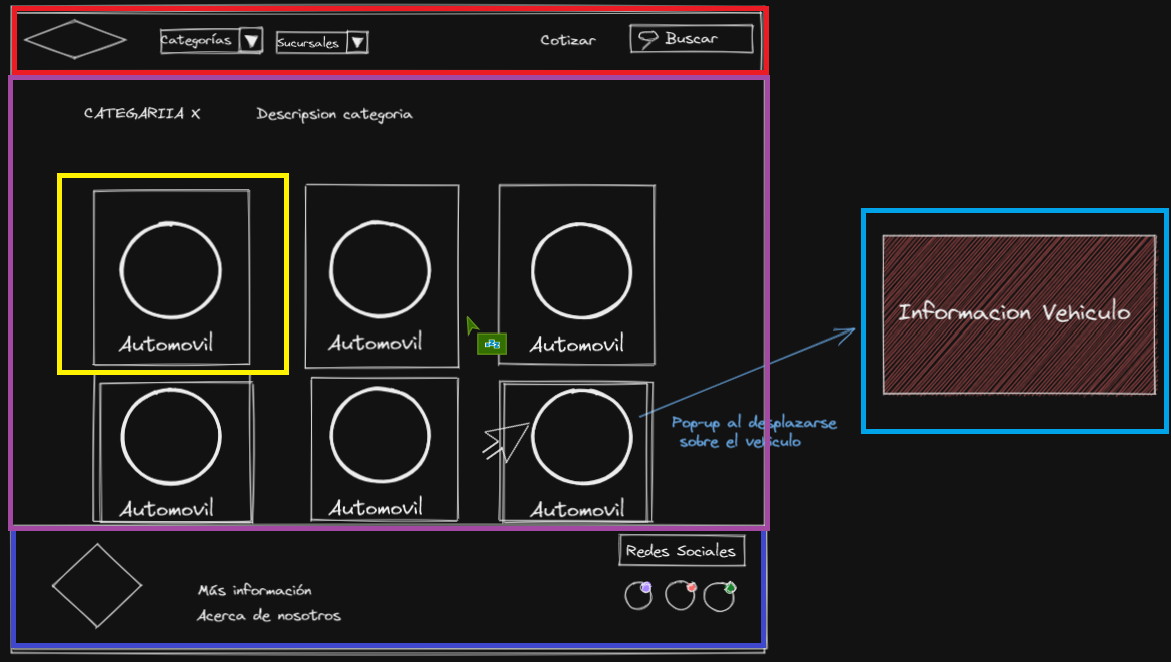 Categorías
Sucursales
Cotizar
Buscar
CATEGARIIA X
Descripsion categoria
Automovil
Automovil
Automovil
Informacion Vehiculo
Pop-up al desplazarse
sobre el vehiculo
Automovil
Automovil
Automovil
Redes Sociales
Más información
Acerca de nosotros